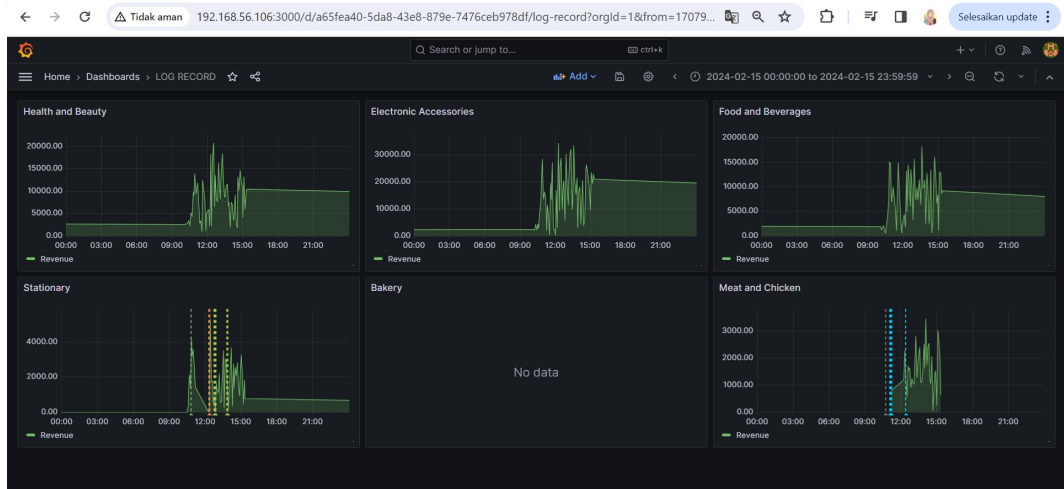 Tidak aman 192.168.56.106:3000/d/a65fea40-5da8-43e8-879e-7476ceb978df/log-record?orgId=1&from=17079... Selesaikan update
Search or jump to... ctrl+k
Home › Dashboards › LOG RECORD Add 2024-02-15 00:00:00 to 2024-02-15 23:59:59
Health and Beauty
20000.00
15000.00
10000.00
5000.00
0.00
00:00 03:00 06:00 09:00 12:00 15:00 18:00 21:00
Revenue
Electronic Accessories
30000.00
20000.00
10000.00
0.00
00:00 03:00 06:00 09:00 12:00 15:00 18:00 21:00
Revenue
Food and Beverages
20000.00
15000.00
10000.00
5000.00
0.00
00:00 03:00 06:00 09:00 12:00 15:00 18:00 21:00
Revenue
Stationary
4000.00
2000.00
0.00
00:00 03:00 06:00 09:00 12:00 15:00 18:00 21:00
Revenue
Bakery
No data
Meat and Chicken
3000.00
2000.00
1000.00
0.00
00:00 03:00 06:00 09:00 12:00 15:00 18:00 21:00
Revenue